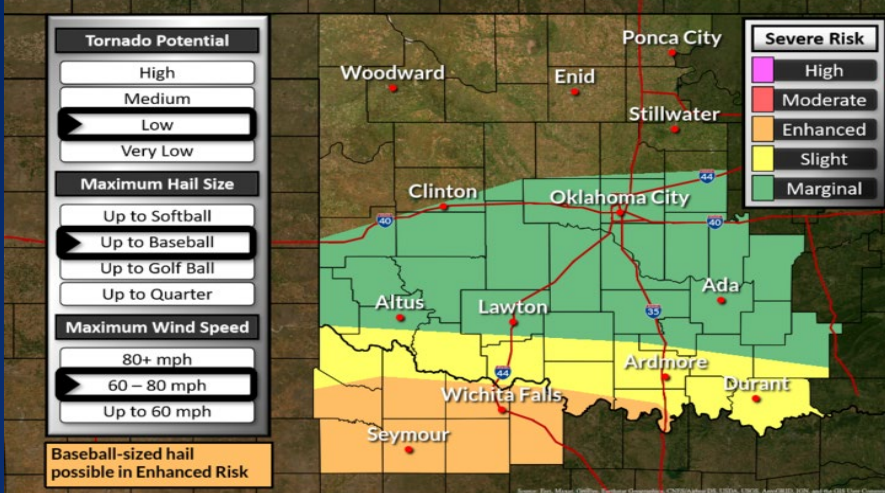 Tornado Potential
High
Medium
Low
Very Low
Maximum Hail Size
Up to Softball
Up to Baseball
Up to Golf Ball
Up to Quarter
Maximum Wind Speed
80+ mph
60 – 80 mph
Up to 60 mph
Baseball-sized hail
possible in Enhanced Risk
Ponca City
Woodward
Enid
Stillwater
Clinton
44
Oklahoma City
40
40
Altus
Lawton
Ada
35
Ardmore
44
Durant
Wichita Falls
Seymour
Severe Risk
High
Moderate
Enhanced
Slight
Marginal